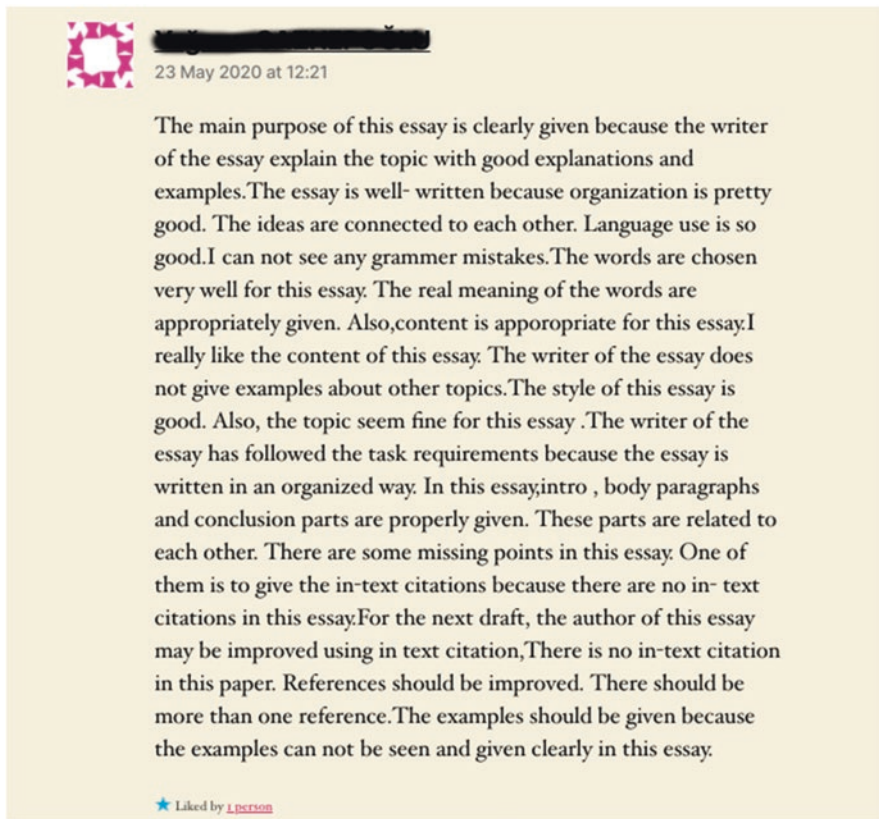 23 May 2020 at 12:21
The main purpose of this essay is clearly given because the writer
of the essay explain the topic with good explanations and
examples.The essay is well- written because organization is pretty
good. The ideas are connected to each other. Language use is so
good.I can not see any grammer mistakes.The words are chosen
very well for this essay. The real meaning of the words are
appropriately given. Also,content is apporopriate for this essay.I
really like the content of this essay. The writer of the essay does
not give examples about other topics.The style of this essay is
good. Also, the topic seem fine for this essay .The writer of the
essay has followed the task requirements because the essay is
written in an organized way. In this essay,intro , body paragraphs
and conclusion parts are properly given. These parts are related to
each other. There are some missing points in this essay. One of
them is to give the in-text citations because there are no in- text
citations in this essay.For the next draft, the author of this essay
may be improved using in text citation,There is no in-text citation
in this paper. References should be improved. There should be
more than one reference.The examples should be given because
the examples can not be seen and given clearly in this essay.
Liked by 1 person